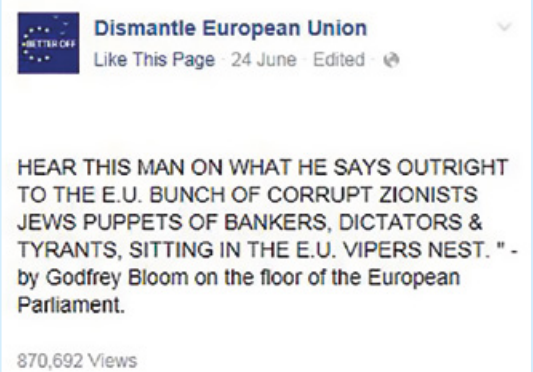 BETTER OFF
Dismantle European Union
Like This Page · 24 June · Edited ·
HEAR THIS MAN ON WHAT HE SAYS OUTRIGHT
TO THE E.U. BUNCH OF CORRUPT ZIONISTS
JEWS PUPPETS OF BANKERS, DICTATORS &
TYRANTS, SITTING IN THE E.U. VIPERS NEST. " -
by Godfrey Bloom on the floor of the European
Parliament.
870,692 Views